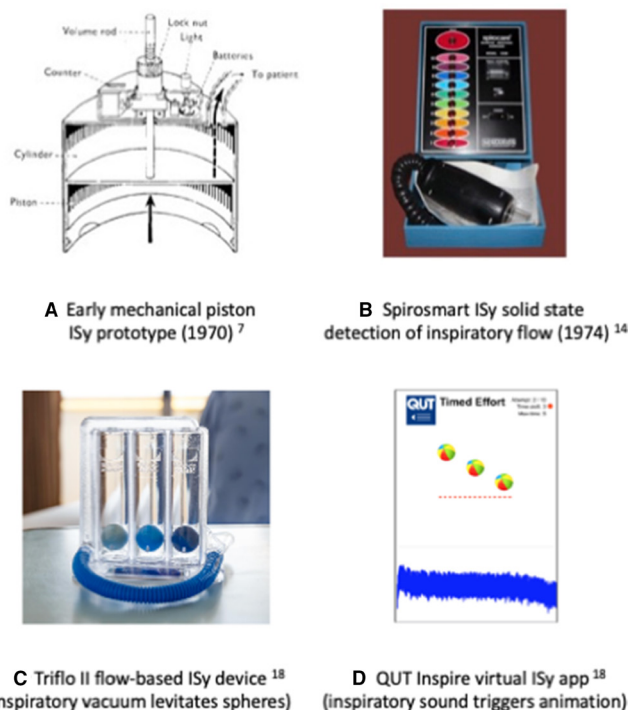 Volume rod
Lock nut
Light
Batteries
Counter
To patient
Cylinder
Piston
A Early mechanical piston
ISy prototype (1970) 7
B Spirosmart ISy solid state
detection of inspiratory flow (1974) 14
QUT Timed Effort
C Triflo II flow-based ISy device 18
nspiratory vacuum levitates spheres)
D QUT Inspire virtual ISy app 18
(inspiratory sound triggers animation)